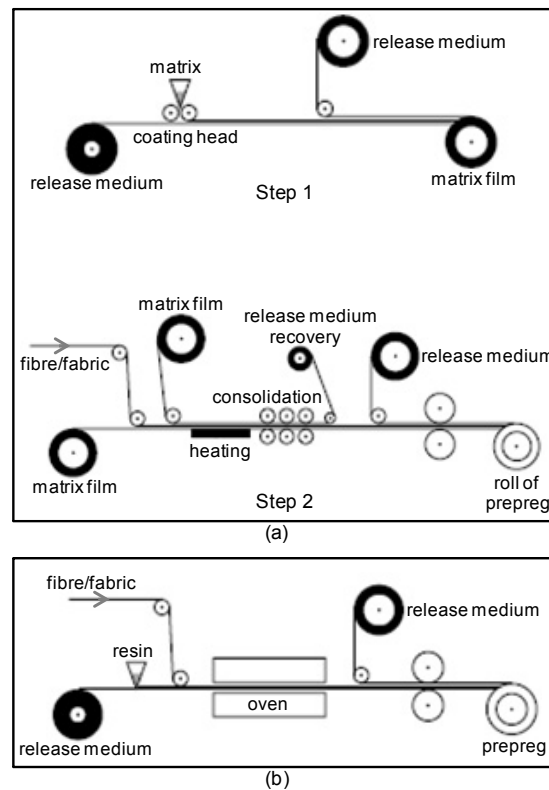 release medium
matrix
coating head
release medium
matrix film
Step 1
matrix film
release medium
recovery
release medium
fibre/fabric
consolidation
heating
matrix film
roll of
prepreg
Step 2
(a)
fibre/fabric
release medium
resin
oven
release medium
prepreg
(b)